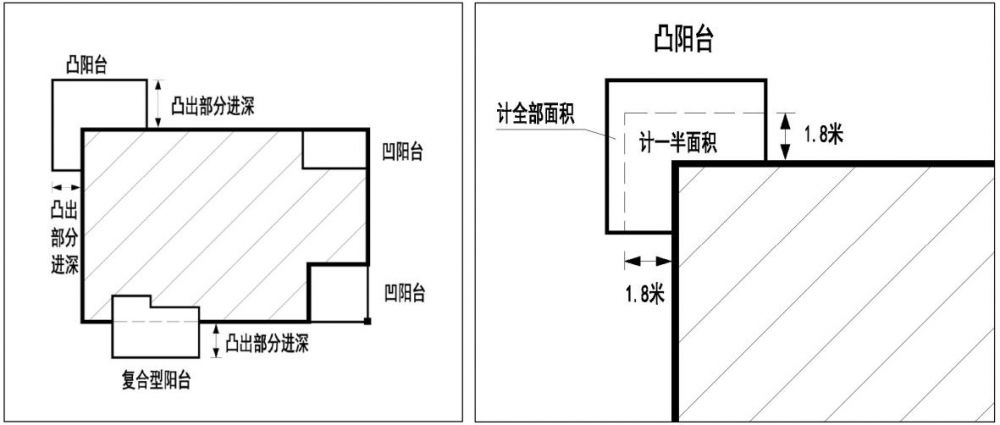 凸阳台
凸出部分进深
凹阳台
凸出
部分
进深
凹阳台
凸出部分进深
复合型阳台
凸阳台
计全部面积
计一半面积
1.8米
1.8米